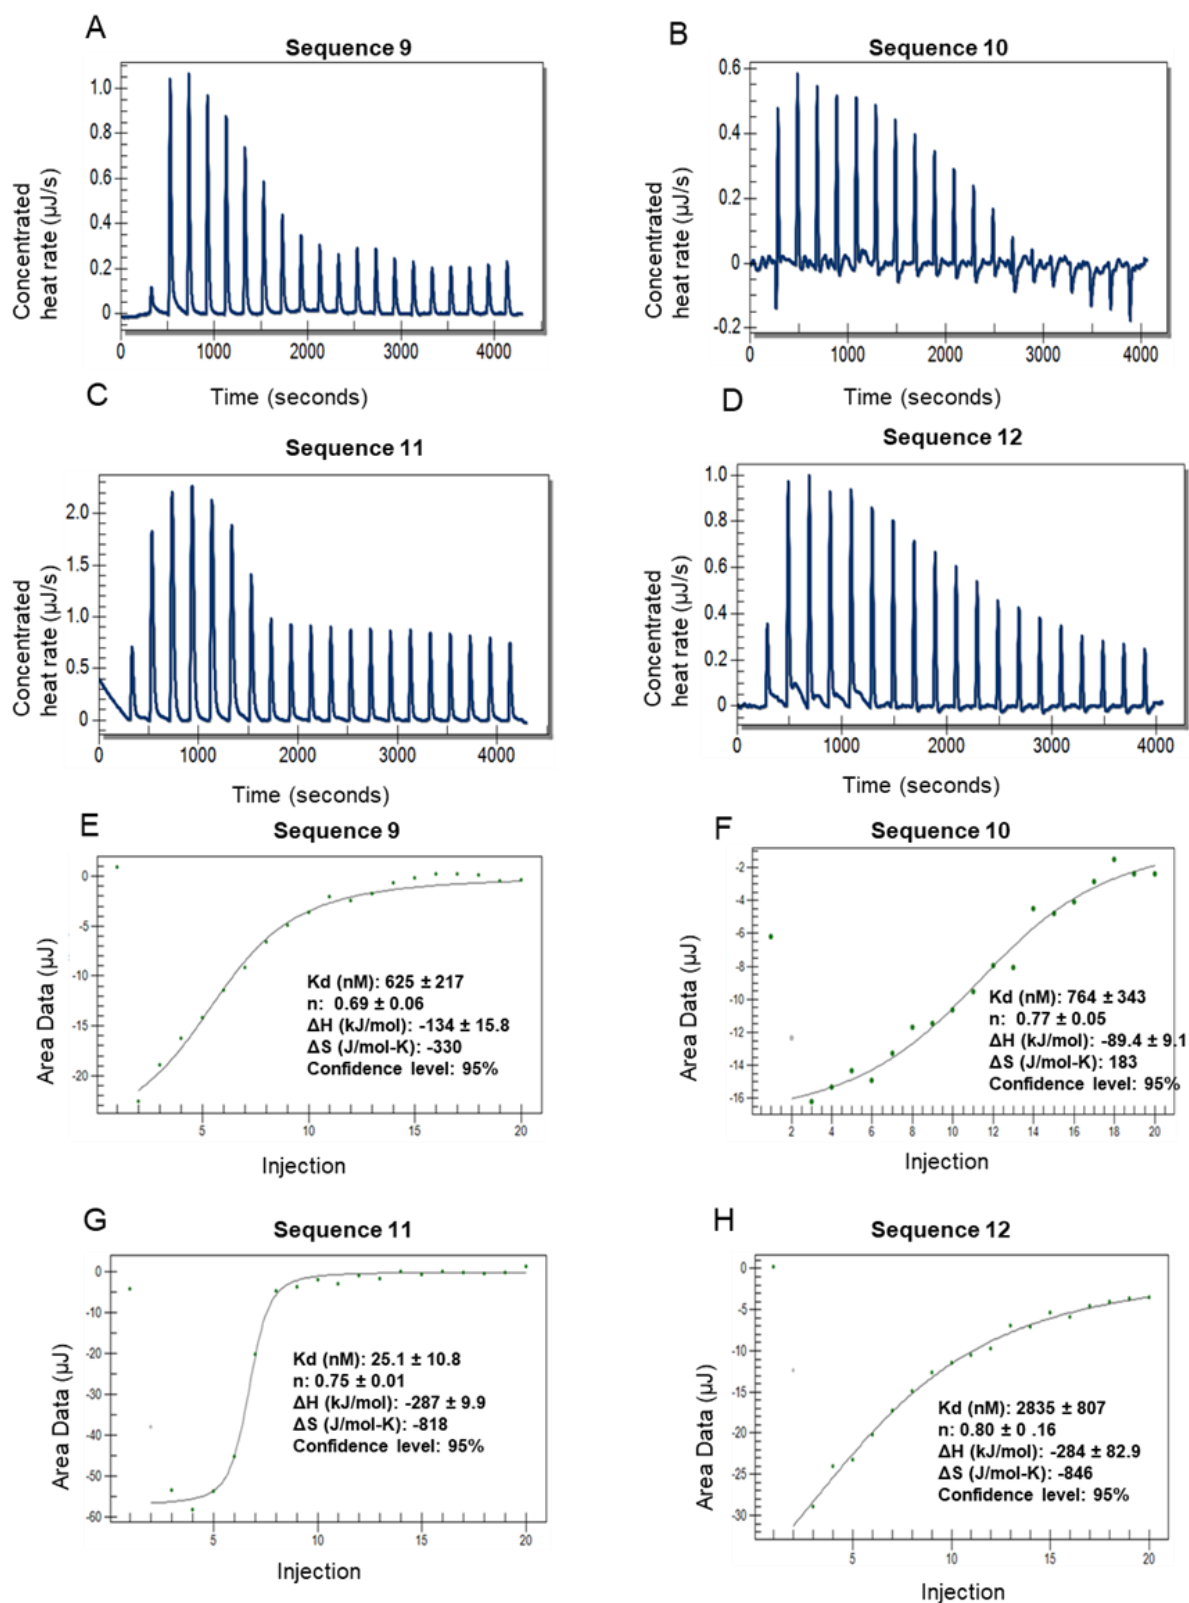 A
Sequence 9
1.0
0.8
0.6
0.4
0.2
0
Concentrated
heat rate (µJ/s)
0 1000 2000 3000 4000
Time (seconds)
B
Sequence 10
0.6
0.4
0.2
0
-0.2
Concentrated
heat rate (µJ/s)
0 1000 2000 3000 4000
Time (seconds)
C
Sequence 11
2.0
1.5
1.0
0.5
0
Concentrated
heat rate (µJ/s)
0 1000 2000 3000 4000
Time (seconds)
D
Sequence 12
1.0
0.8
0.6
0.4
0.2
0
Concentrated
heat rate (µJ/s)
0 1000 2000 3000 4000
Time (seconds)
E
Sequence 9
0
-5
-10
-15
-20
Area Data (µJ)
Kd (nM): 625 ± 217
n: 0.69 ± 0.06
ΔH (kJ/mol): -134 ± 15.8
ΔS (J/mol-K): -330
Confidence level: 95%
5 10 15 20
Injection
F
Sequence 10
-2
-4
-6
-8
-10
-12
-14
-16
Area Data (µJ)
Kd (nM): 764 ± 343
n: 0.77 ± 0.05
ΔH (kJ/mol): -89.4 ± 9.1
ΔS (J/mol-K): 183
Confidence level: 95%
2 4 6 8 10 12 14 16 18 20
Injection
G
Sequence 11
0
-10
-20
-30
-40
-50
-60
Area Data (µJ)
Kd (nM): 25.1 ± 10.8
n: 0.75 ± 0.01
ΔH (kJ/mol): -287 ± 9.9
ΔS (J/mol-K): -818
Confidence level: 95%
5 10 15 20
Injection
H
Sequence 12
0
-5
-10
-15
-20
-25
-30
Area Data (µJ)
Kd (nM): 2835 ± 807
n: 0.80 ± 0 .16
ΔH (kJ/mol): -284 ± 82.9
ΔS (J/mol-K): -846
Confidence level: 95%
5 10 15 20
Injection